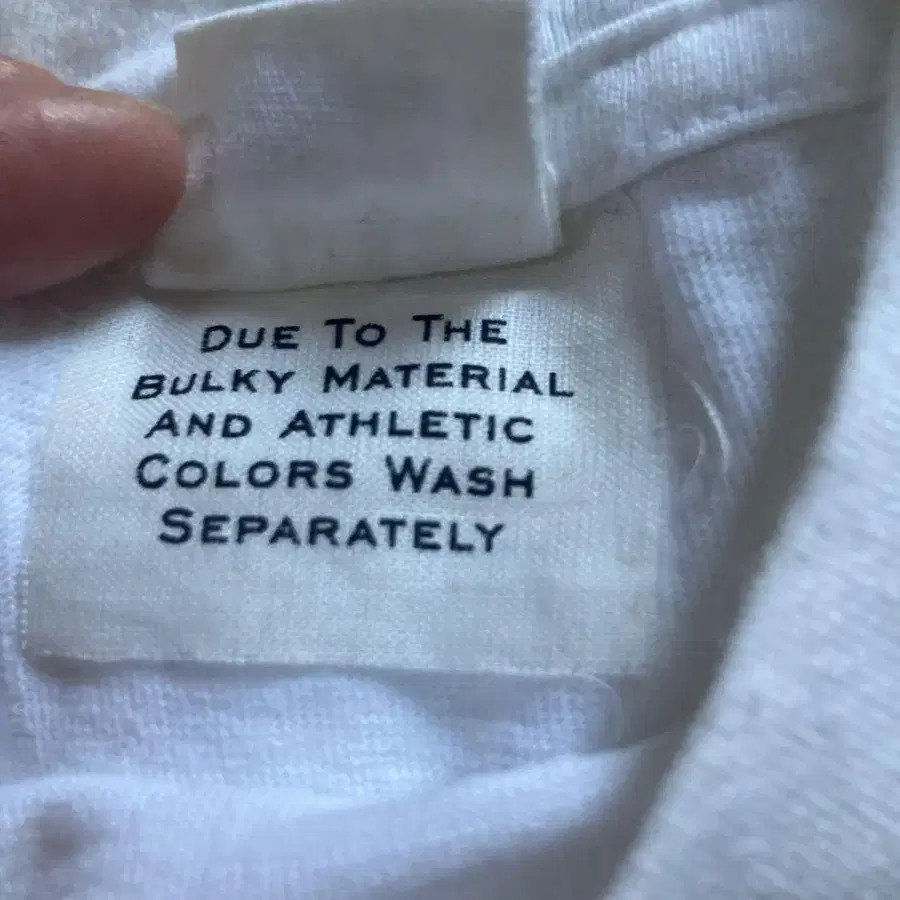 DUE TO THE
BULKY MATERIAL
AND ATHLETIC
COLORS WASH
SEPARATELY